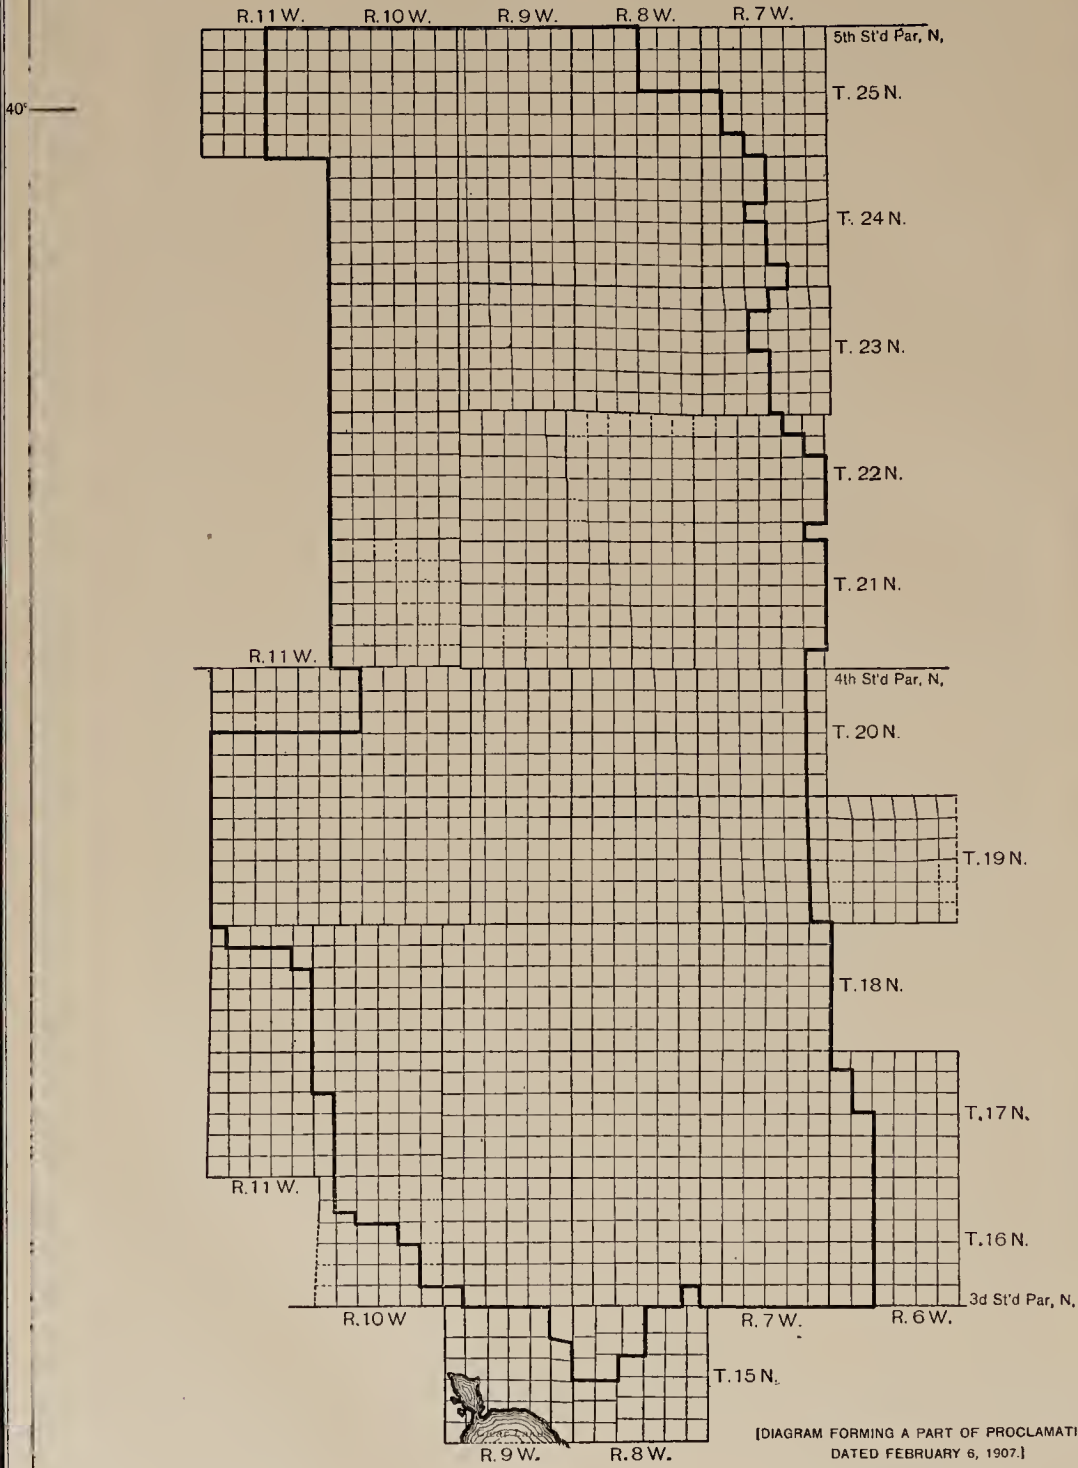 R.11 W. R.10 W. R.9 W. R.8 W. R.7 W.
5th St'd Par, N,
40°
T. 25 N.
T. 24 N.
T. 23 N.
T. 22 N.
T. 21 N.
R.11 W.
4th St'd Par, N,
T. 20 N.
T.19 N.
T.18 N.
T.17 N.
R.11 W.
T.16 N.
3d St'd Par, N,
R.10 W R.7 W. R.6 W.
T.15 N.
R.9 W. R.8 W.
[DIAGRAM FORMING A PART OF PROCLAMATI
DATED FEBRUARY 6, 1907.]